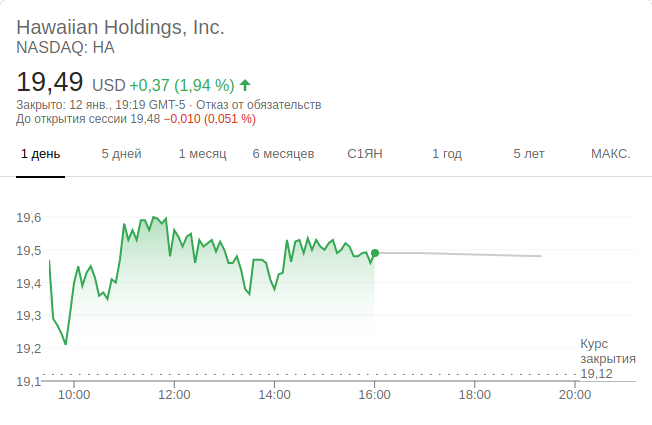 Hawaiian Holdings, Inc.
NASDAQ: HA
19,49 USD +0,37 (1,94 %)
Закрыто: 12 янв., 19:19 GMT-5 · Отказ от обязательств
До открытия сессии 19,48 −0,010 (0,051 %)
1 день 5 дней 1 месяц 6 месяцев С1ЯН 1 год 5 лет МАКС.
19,6
19,5
19,4
19,3
19,2
Курс
закрытия
19,12
19,1
10:00 12:00 14:00 16:00 18:00 20:00